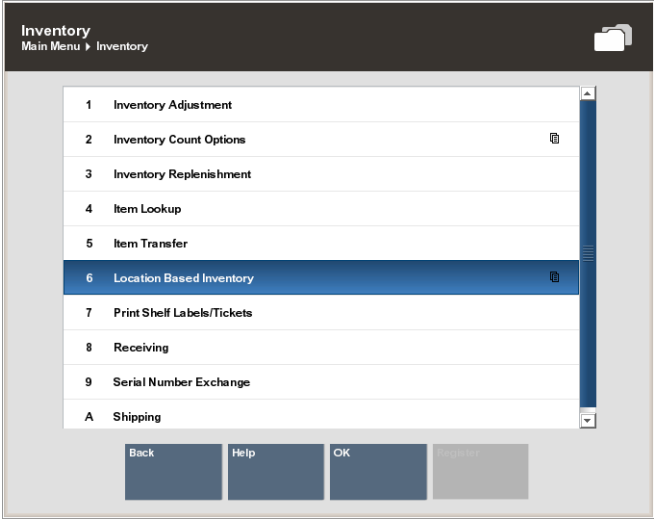 Inventory
Main Menu ▸ Inventory
1 Inventory Adjustment
2 Inventory Count Options
3 Inventory Replenishment
4 Item Lookup
5 Item Transfer
6 Location Based Inventory
7 Print Shelf Labels/Tickets
8 Receiving
9 Serial Number Exchange
A Shipping
Back Help OK Register